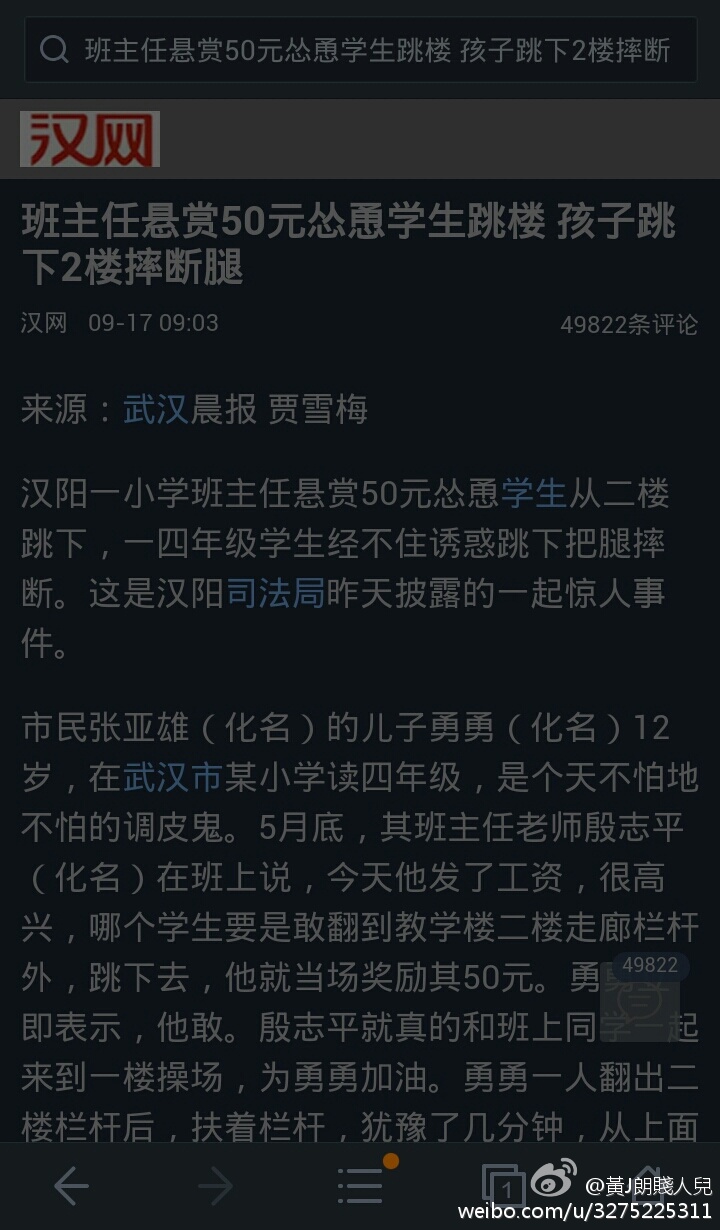 班主任悬赏50元怂恿学生跳楼 孩子跳下2楼摔断
汉网
班主任悬赏50元怂恿学生跳楼 孩子跳
下2楼摔断腿
汉网 09-17 09:03 49822条评论
来源：武汉晨报 贾雪梅
汉阳一小学班主任悬赏50元怂恿学生从二楼
跳下，一四年级学生经不住诱惑跳下把腿摔
断。这是汉阳司法局昨天披露的一起惊人事
件。
市民张亚雄（化名）的儿子勇勇（化名）12
岁，在武汉市某小学读四年级，是个天不怕地
不怕的调皮鬼。5月底，其班主任老师殷志平
（化名）在班上说，今天他发了工资，很高
兴，哪个学生要是敢翻到教学楼二楼走廊栏杆
外，跳下去，他就当场奖励其50元。勇勇立
49822
即表示，他敢。殷志平就真的和班上同学一起
来到一楼操场，为勇勇加油。勇勇一人翻出二
楼栏杆后，扶着栏杆，犹豫了几分钟，从上面
1
@黃J朗賤人兒
weibo.com/u/3275225311